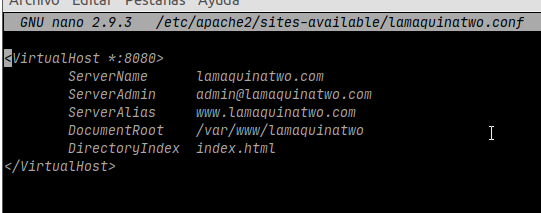 Archivo Editar Pestañas Ayuda
GNU nano 2.9.3 /etc/apache2/sites-available/lamaquinatwo.conf
<VirtualHost *:8080>
ServerName lamaquinatwo.com
ServerAdmin admin@lamaquinatwo.com
ServerAlias www.lamaquinatwo.com
DocumentRoot /var/www/lamaquinatwo
DirectoryIndex index.html
</VirtualHost>